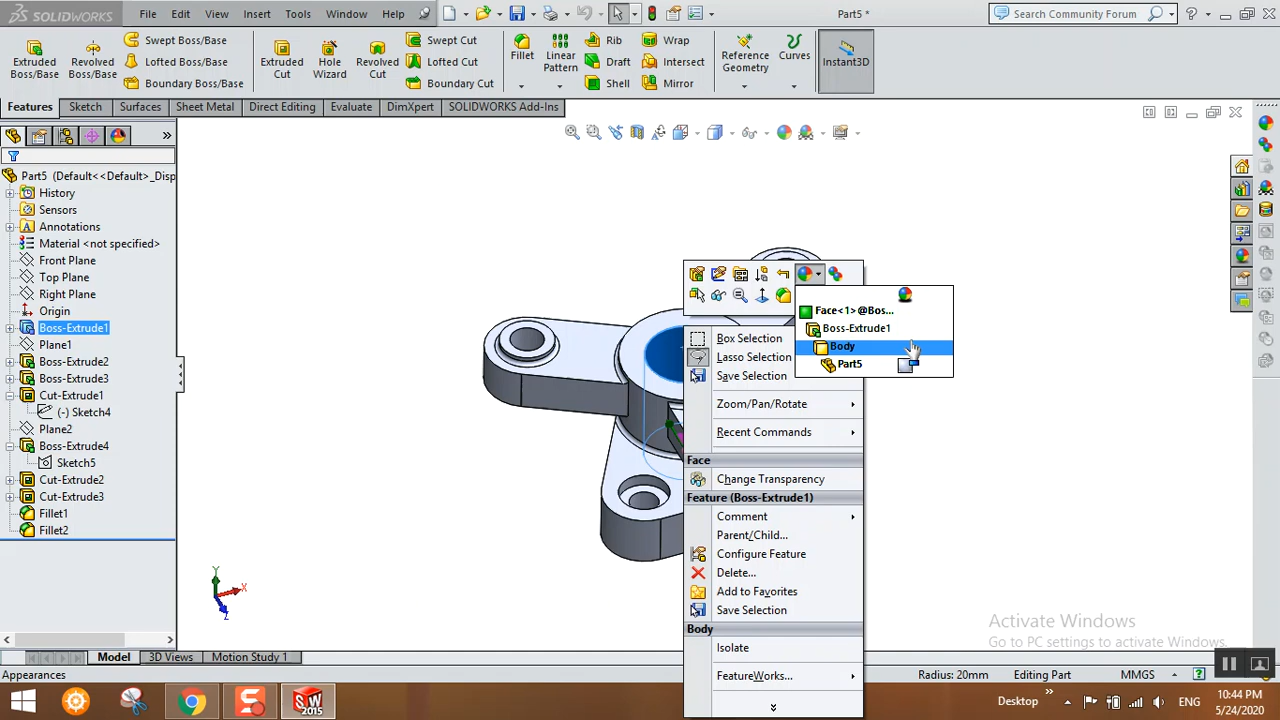 SOLIDWORKS
File
Edit
View
Insert
Tools
Window
Help
Part5 *
Search Community Forum
Extruded Boss/Base
Revolved Boss/Base
Swept Boss/Base
Lofted Boss/Base
Boundary Boss/Base
Extruded Cut
Hole Wizard
Revolved Cut
Swept Cut
Lofted Cut
Boundary Cut
Fillet
Linear Pattern
Rib
Draft
Shell
Wrap
Intersect
Mirror
Reference Geometry
Curves
Instant3D
Features
Sketch
Surfaces
Sheet Metal
Direct Editing
Evaluate
DimXpert
SOLIDWORKS Add-Ins
Part5 (Default<<Default>_Disp
History
Sensors
Annotations
Material <not specified>
Front Plane
Top Plane
Right Plane
Origin
Boss-Extrude1
Plane1
Boss-Extrude2
Boss-Extrude3
Cut-Extrude1
(-) Sketch4
Plane2
Boss-Extrude4
Sketch5
Cut-Extrude2
Cut-Extrude3
Fillet1
Fillet2
Y
X
Z
Face<1> @Bos...
Boss-Extrude1
Body
Part5
Box Selection
Lasso Selection
Save Selection
Zoom/Pan/Rotate
Recent Commands
Face
Change Transparency
Feature (Boss-Extrude1)
Comment
Parent/Child...
Configure Feature
Delete...
Add to Favorites
Save Selection
Body
Isolate
FeatureWorks...
Activate Windows
Go to PC settings to activate Windows.
Model
3D Views
Motion Study 1
Appearances
Radius: 20mm
Editing Part
MMGS
SW
2015
Desktop
ENG
10:44 PM
5/24/2020